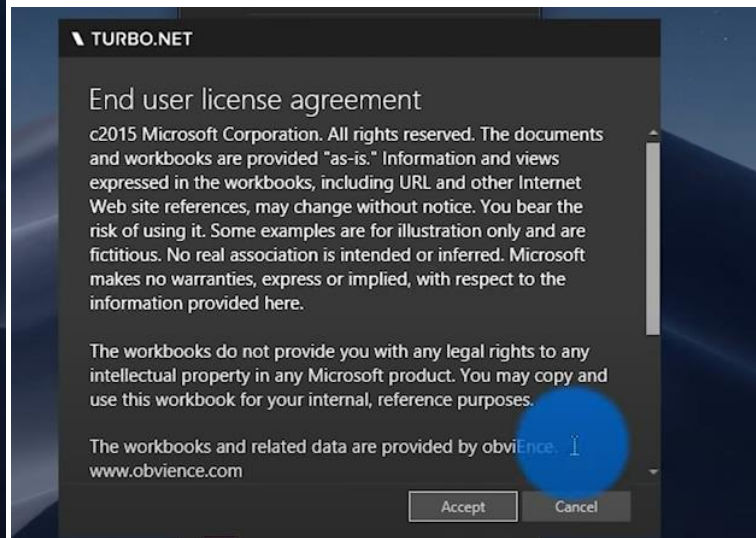 TURBO.NET
End user license agreement
c2015 Microsoft Corporation. All rights reserved. The documents
and workbooks are provided "as-is." Information and views
expressed in the workbooks, including URL and other Internet
Web site references, may change without notice. You bear the
risk of using it. Some examples are for illustration only and are
fictitious. No real association is intended or inferred. Microsoft
makes no warranties, express or implied, with respect to the
information provided here.
The workbooks do not provide you with any legal rights to any
intellectual property in any Microsoft product. You may copy and
use this workbook for your internal, reference purposes.
The workbooks and related data are provided by obviEnce.
www.obvience.com
Accept Cancel